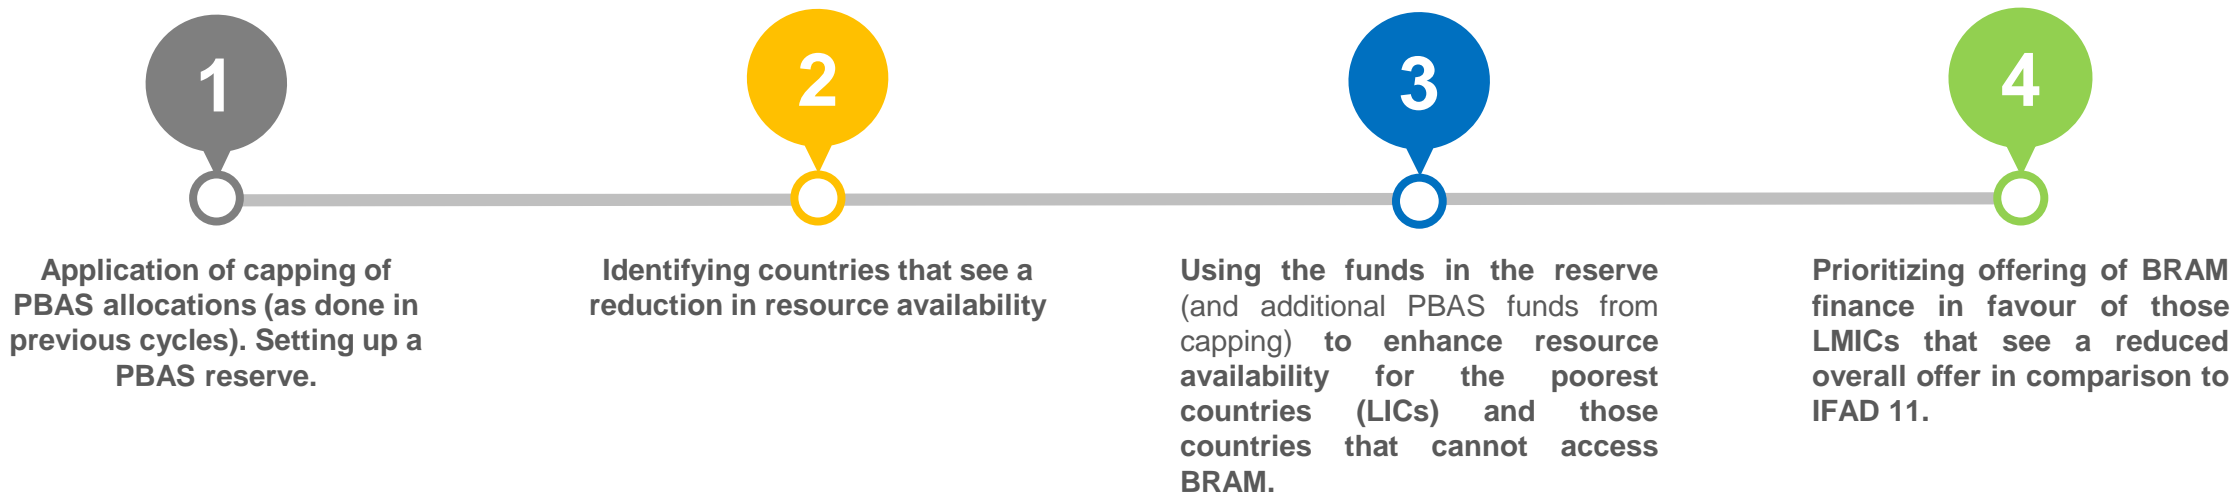 1
Application of capping of
PBAS allocations (as done in
previous cycles). Setting up a
PBAS reserve.
2
Identifying countries that see a
reduction in resource availability
3
Using the funds in the reserve
(and additional PBAS funds from
capping) to enhance resource
availability for the poorest
countries (LICs) and those
countries that cannot access
BRAM.
4
Prioritizing offering of BRAM
finance in favour of those
LMICs that see a reduced
overall offer in comparison to
IFAD 11.